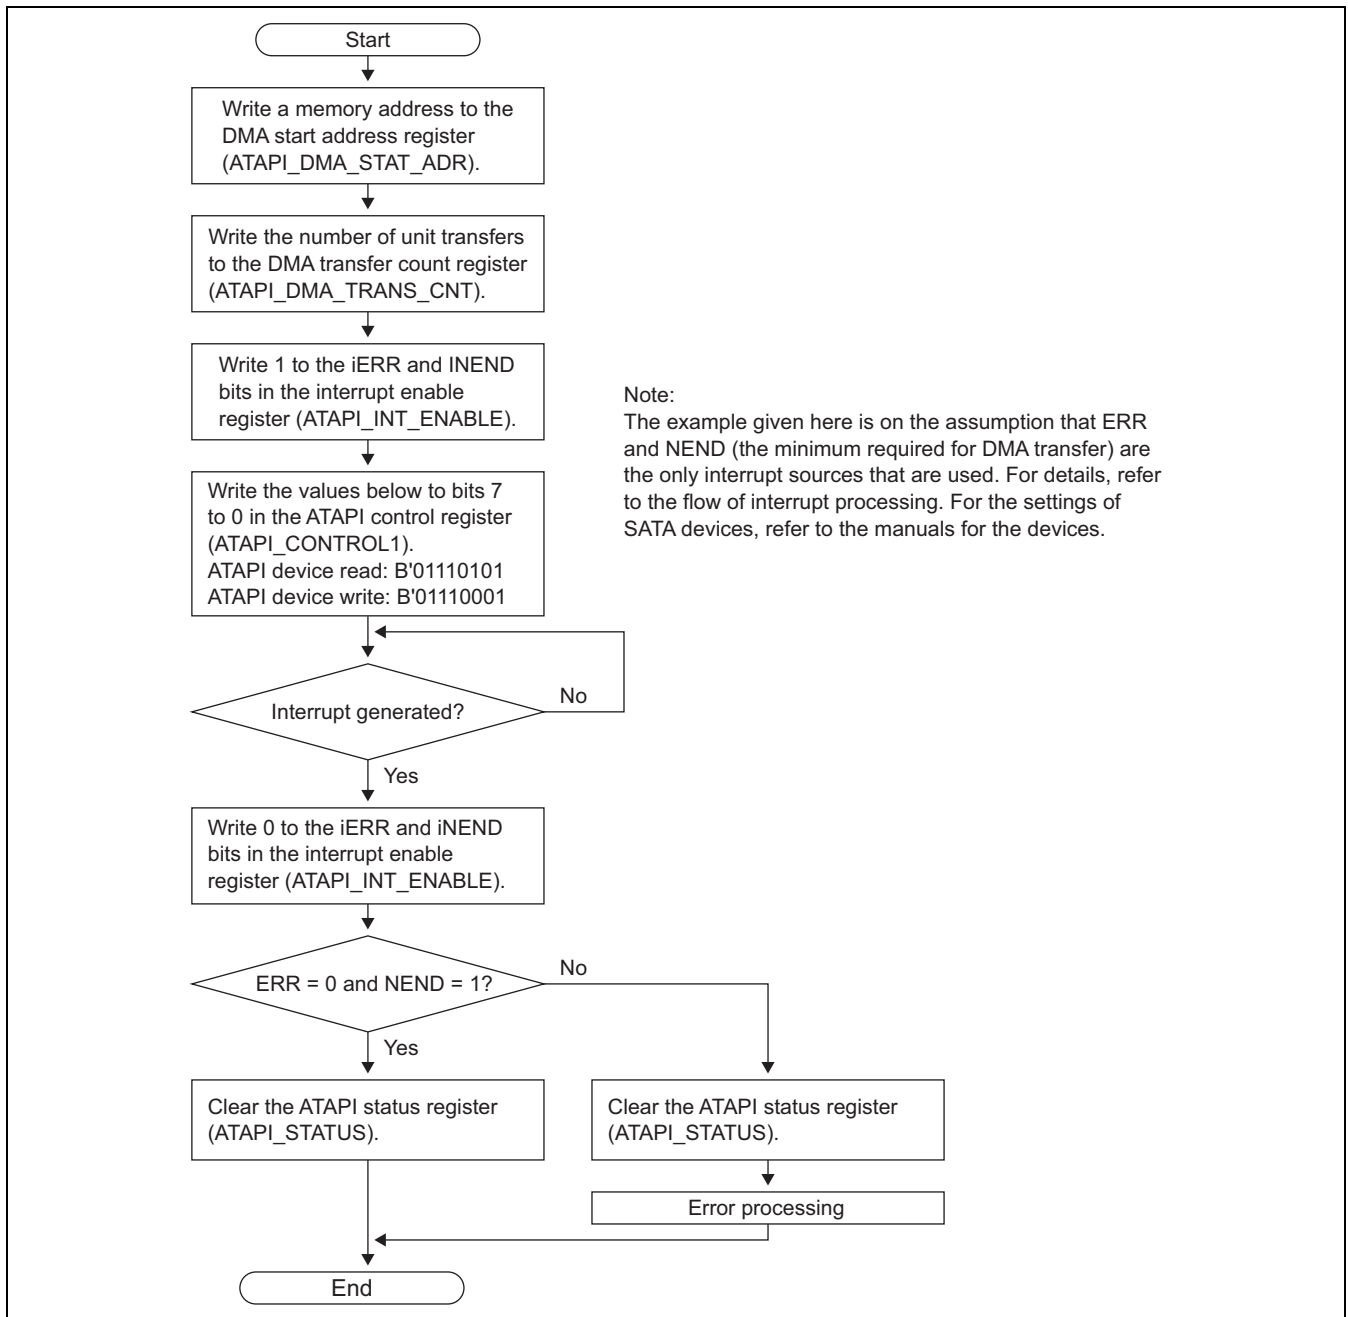 Start
Write a memory address to the
DMA start address register
(ATAPI_DMA_STAT_ADR).
Write the number of unit transfers
to the DMA transfer count register
(ATAPI_DMA_TRANS_CNT).
Write 1 to the iERR and INEND
bits in the interrupt enable
register (ATAPI_INT_ENABLE).
Note:
The example given here is on the assumption that ERR
and NEND (the minimum required for DMA transfer) are
the only interrupt sources that are used. For details, refer
to the flow of interrupt processing. For the settings of
SATA devices, refer to the manuals for the devices.
Write the values below to bits 7
to 0 in the ATAPI control register
(ATAPI_CONTROL1).
ATAPI device read: B'01110101
ATAPI device write: B'01110001
Interrupt generated?
No
Yes
Write 0 to the iERR and iNEND
bits in the interrupt enable
register (ATAPI_INT_ENABLE).
ERR = 0 and NEND = 1?
No
Yes
Clear the ATAPI status register
(ATAPI_STATUS).
Clear the ATAPI status register
(ATAPI_STATUS).
Error processing
End